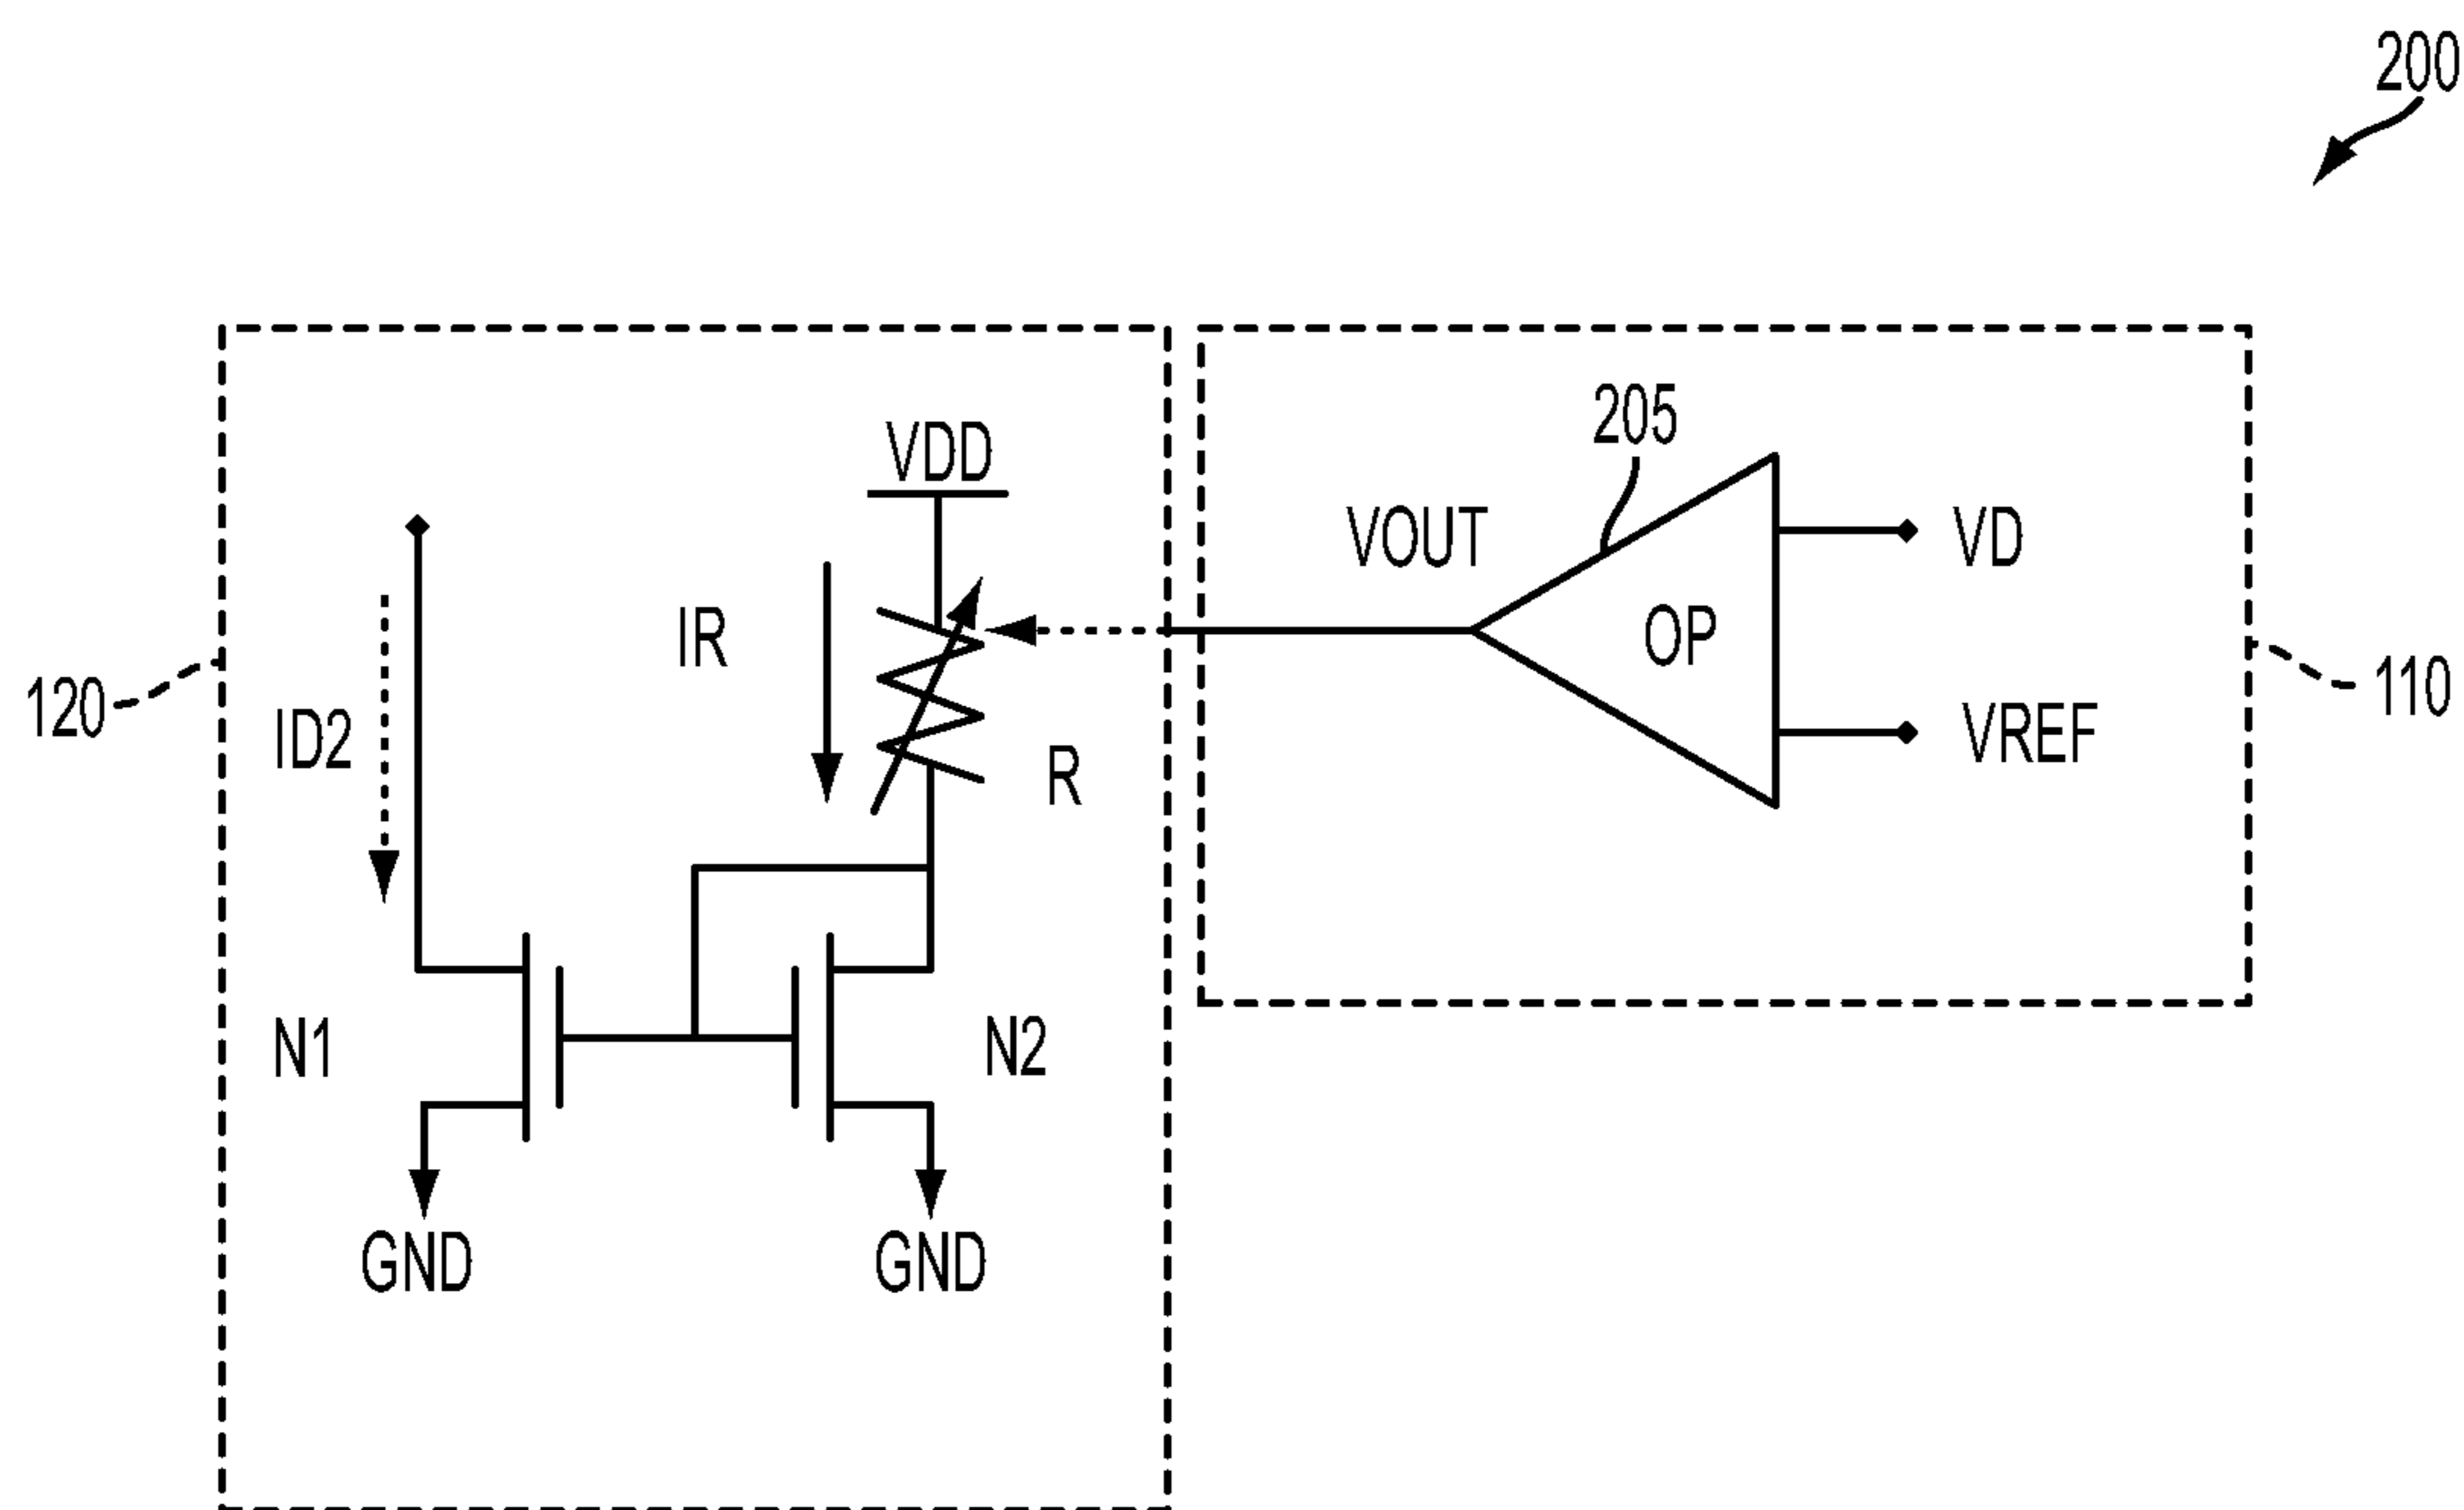 200
205
VDD
VOUT
VD
IR
OP
120
ID2
R
VREF
110
N1
N2
GND
GND